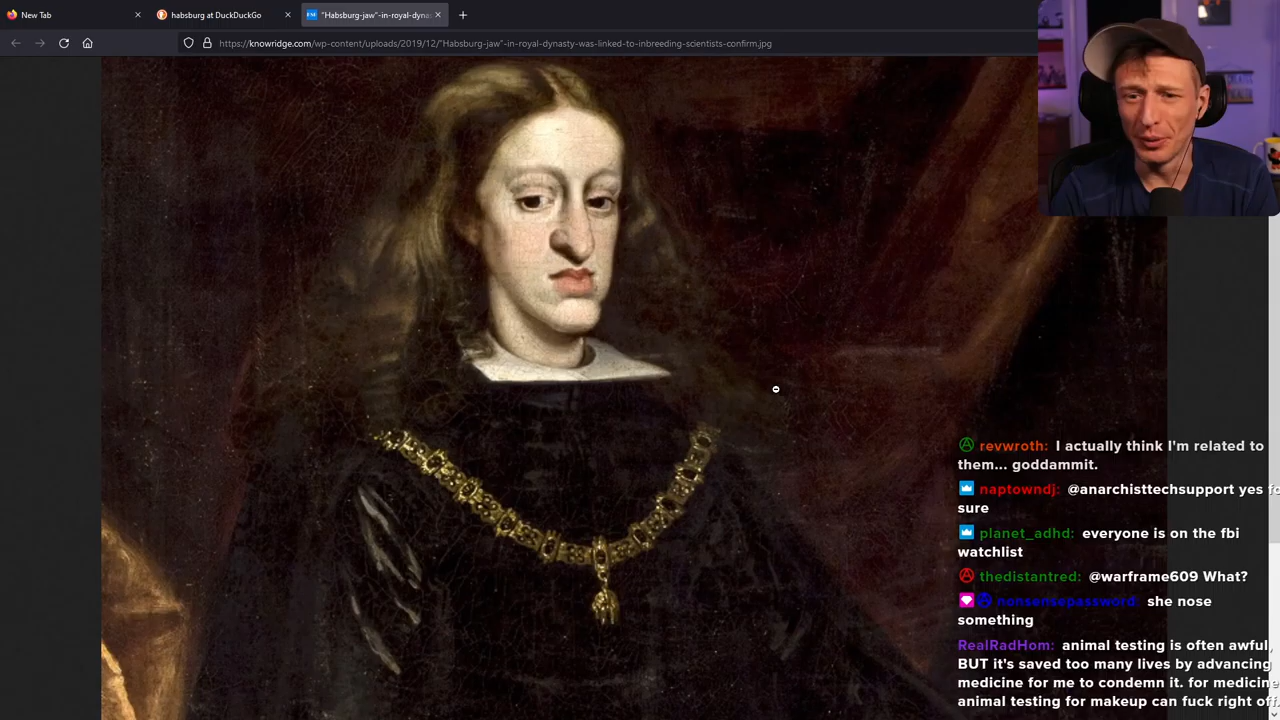 New Tab
habsburg at DuckDuckGo
"Habsburg-jaw"-in-royal-dyna
https://knowridge.com/wp-content/uploads/2019/12/"Habsburg-jaw"-in-royal-dynasty-was-linked-to-inbreeding-scientists-confirm.jpg
revwroth: I actually think I'm related to
them... goddammit.
naptowndj: @anarchisttechsupport yes fo
sure
planet_adhd: everyone is on the fbi
watchlist
thedistantred: @warframe609 What?
nonsensepassword: she nose
something
RealRadHom: animal testing is often awful,
BUT it's saved too many lives by advancing
medicine for me to condemn it. for medicine
animal testing for makeup can fuck right off